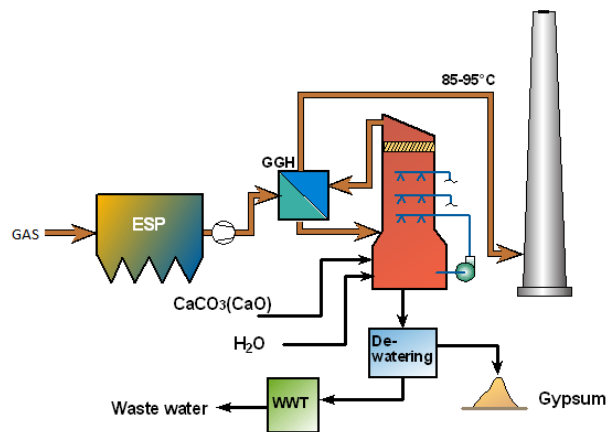 85-95°C
GGH
ESP
GAS
CaCO₃(CaO)
H₂O
De-
watering
WWT
Waste water
Gypsum